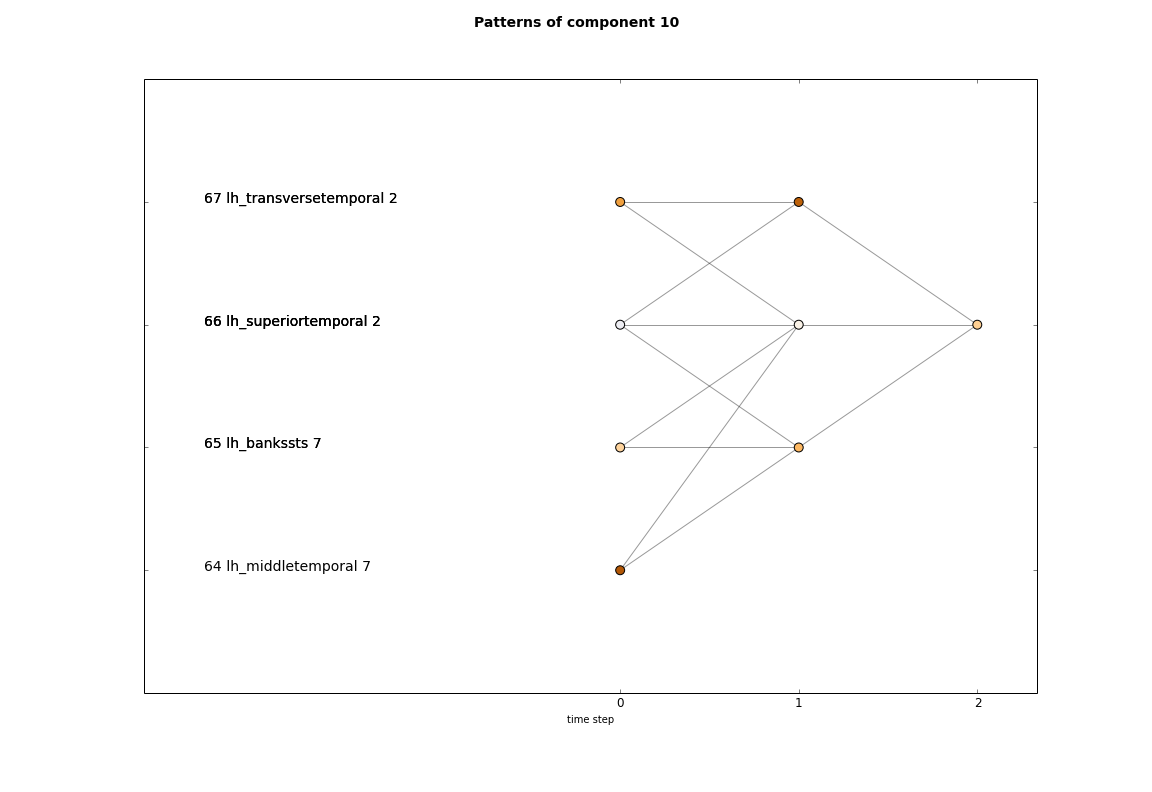 Patterns of component 10
67 lh_transversetemporal 2
66 lh_superiortemporal 2
65 lh_bankssts 7
64 lh_middletemporal 7
0 1 2
time step